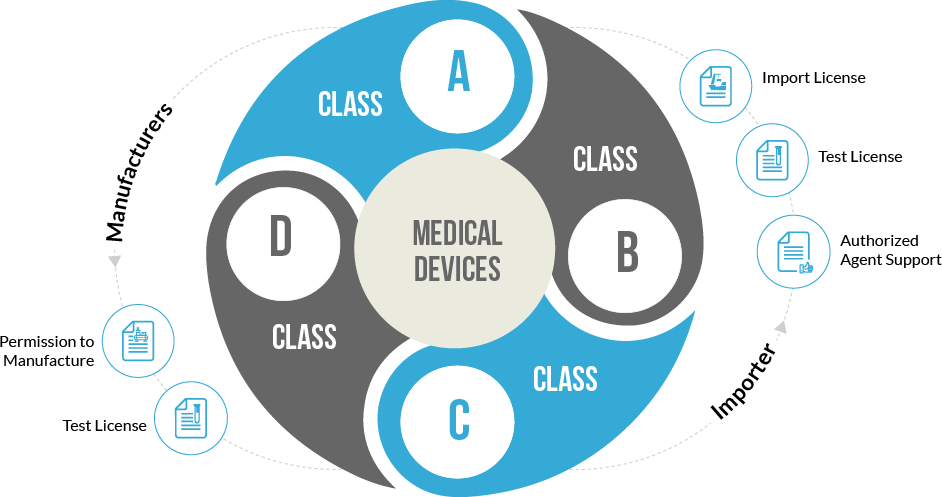 Manufacturers
Permission to
Manufacture
Test License
CLASS
A
CLASS
B
CLASS
C
CLASS
D
MEDICAL
DEVICES
Import License
Test License
Authorized
Agent Support
Importer